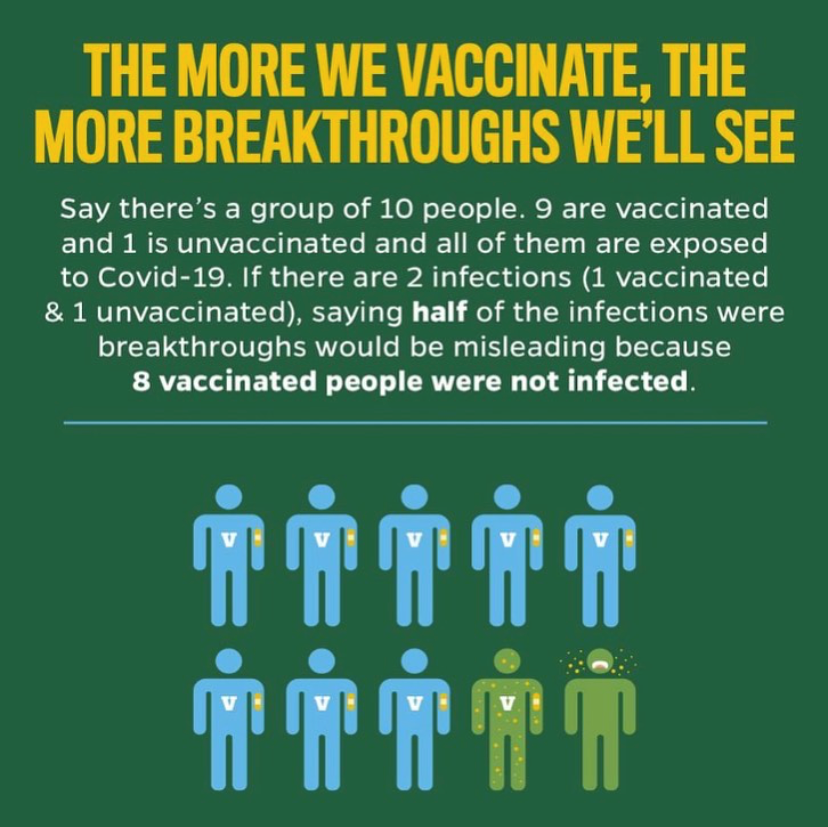 THE MORE WE VACCINATE, THE
MORE BREAKTHROUGHS WE'LL SEE
Say there's a group of 10 people. 9 are vaccinated
and 1 is unvaccinated and all of them are exposed
to Covid-19. If there are 2 infections (1 vaccinated
& 1 unvaccinated), saying half of the infections were
breakthroughs would be misleading because
8 vaccinated people were not infected.
V V V V V
V V V V